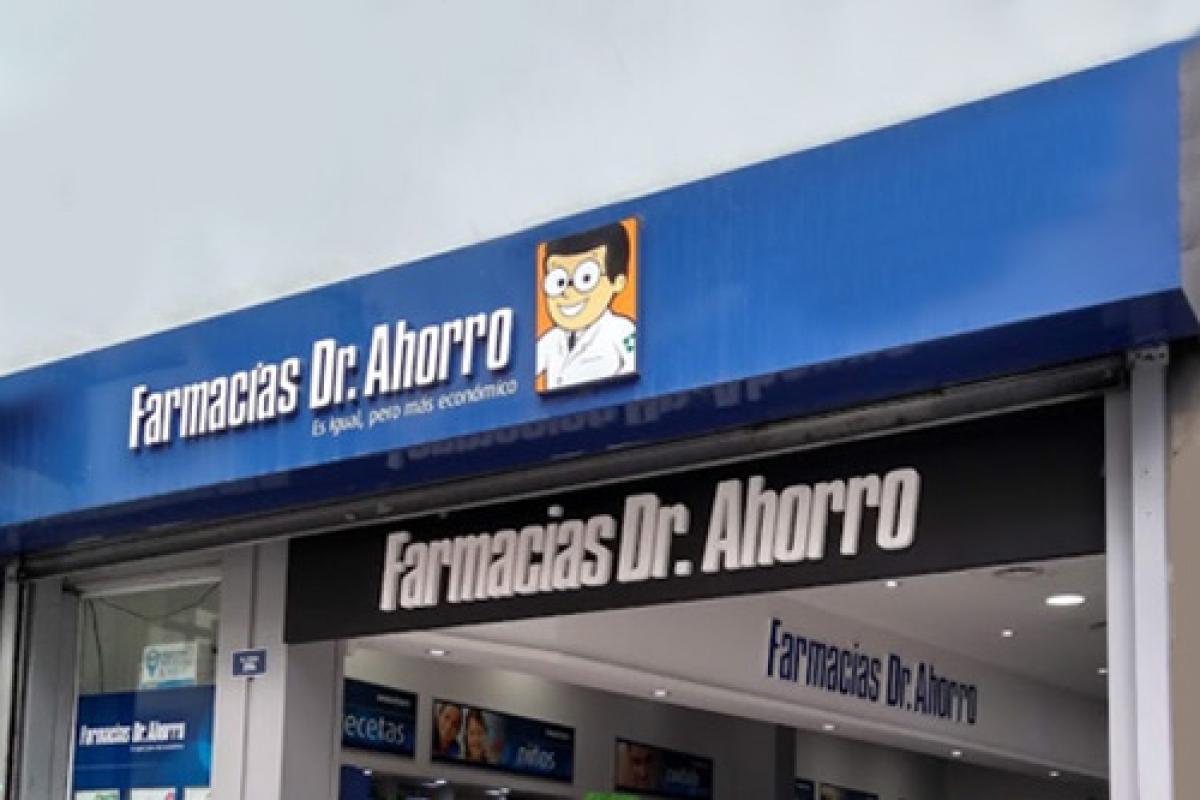 Farmacias Dr. Ahorro
Es igual, pero más económico
Farmacias Dr. Ahorro
Farmacias Dr. Ahorro
Farmacias Dr. Ahorro
ecetas
niños